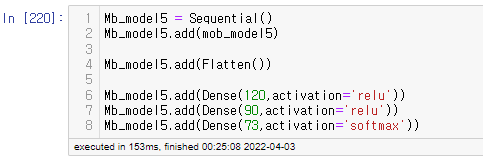 In [220]:
1 Mb_model5 = Sequential()
2 Mb_model5.add(mob_model5)
3
4 Mb_model5.add(Flatten())
5
6 Mb_model5.add(Dense(120,activation='relu'))
7 Mb_model5.add(Dense(90,activation='relu'))
8 Mb_model5.add(Dense(73,activation='softmax'))
executed in 153ms, finished 00:25:08 2022-04-03